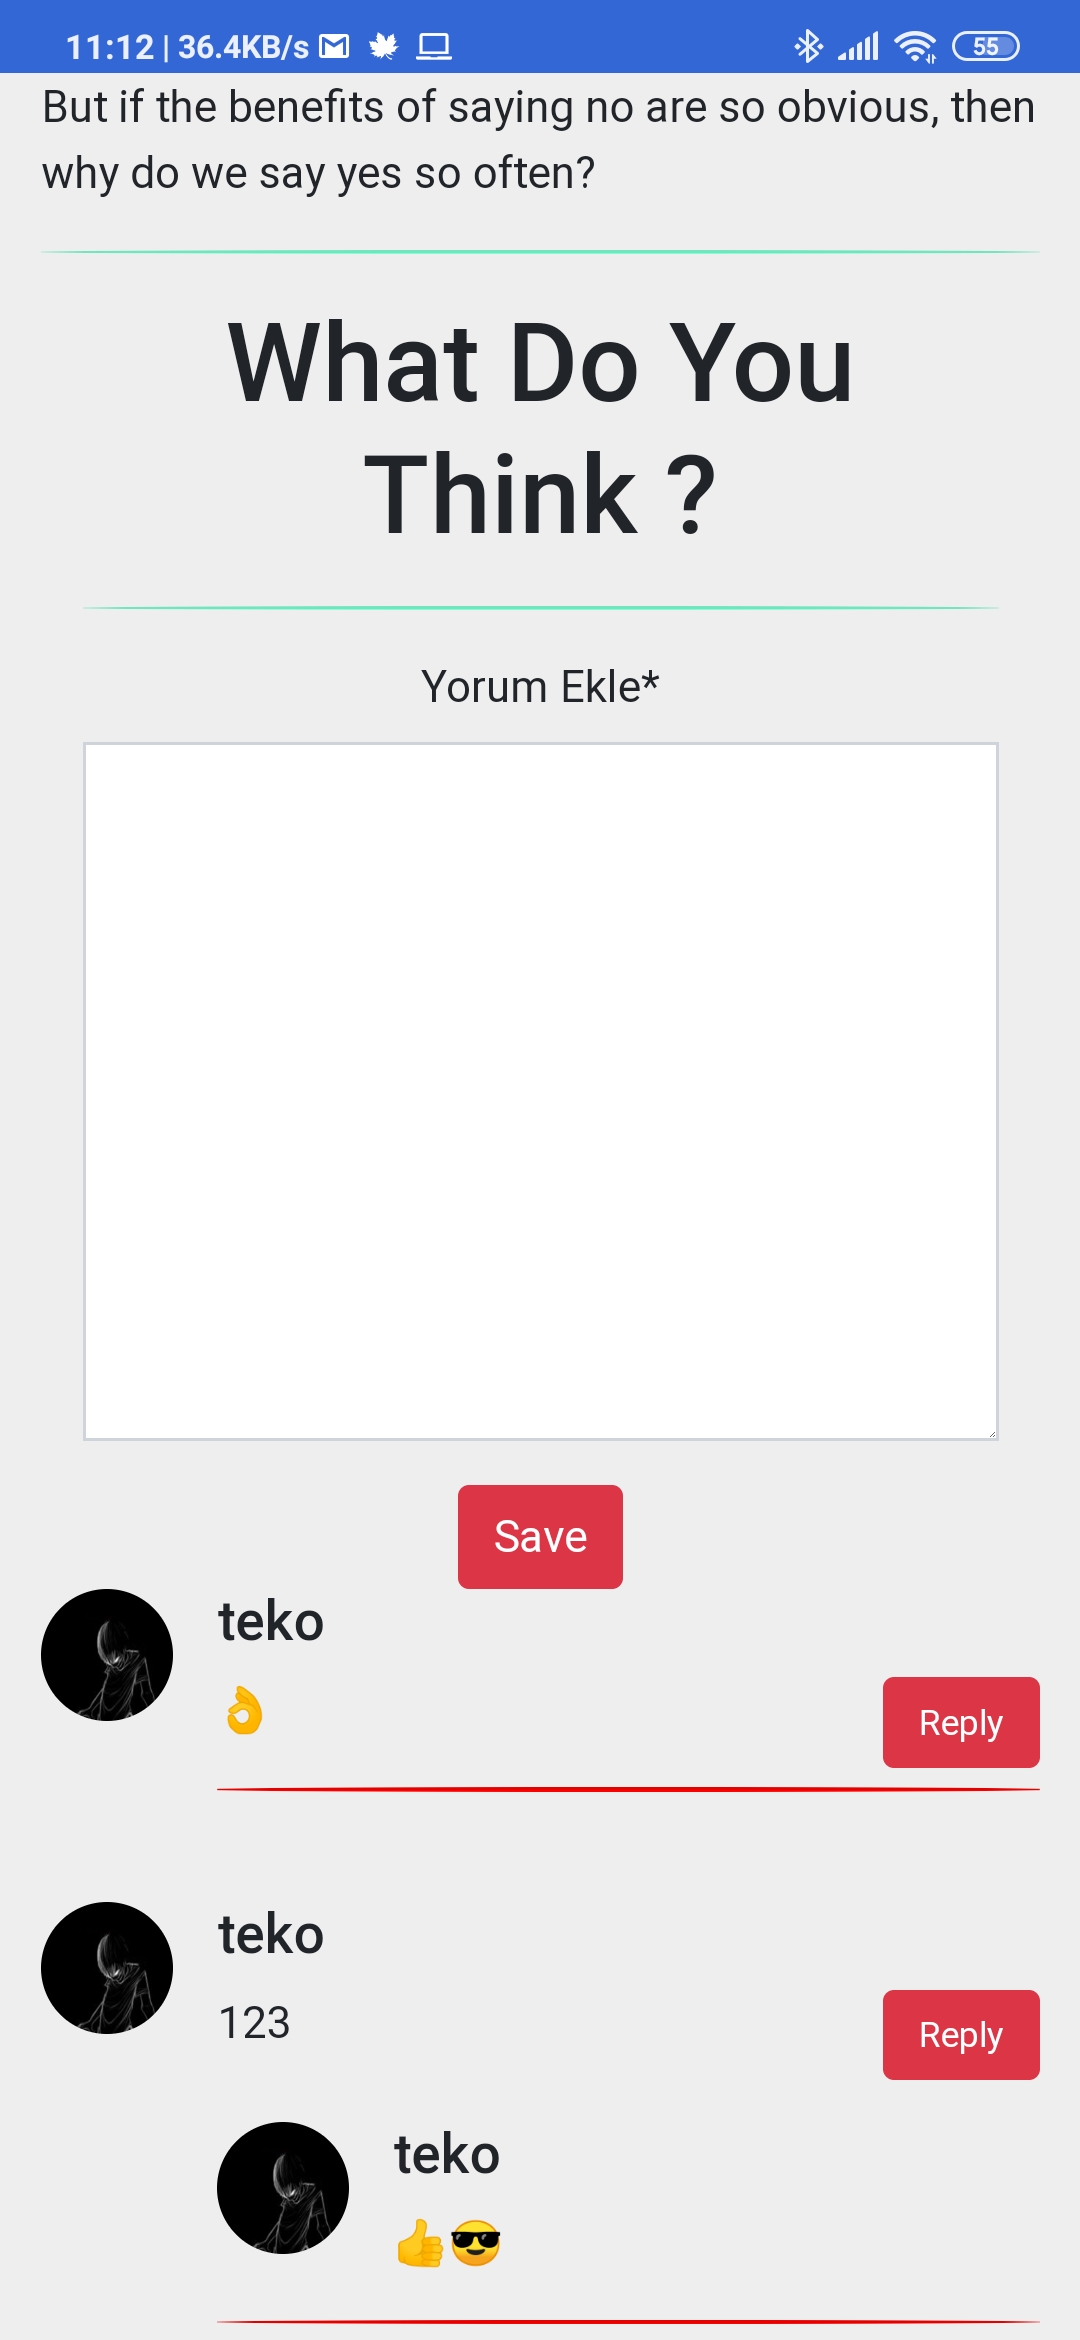 11:12 | 36.4KB/s
55
But if the benefits of saying no are so obvious, then
why do we say yes so often?
What Do You
Think ?
Yorum Ekle*
Save
teko
👌
Reply
teko
123
Reply
teko
👍😎